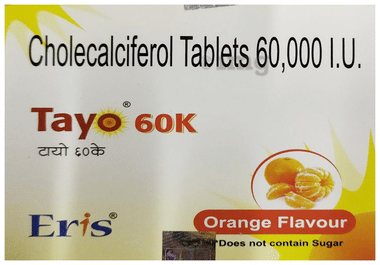 Cholecalciferol Tablets 60,000 I.U.
Tayo® 60K
टायो ६०के
Eris®
Orange Flavour
*Does not contain Sugar